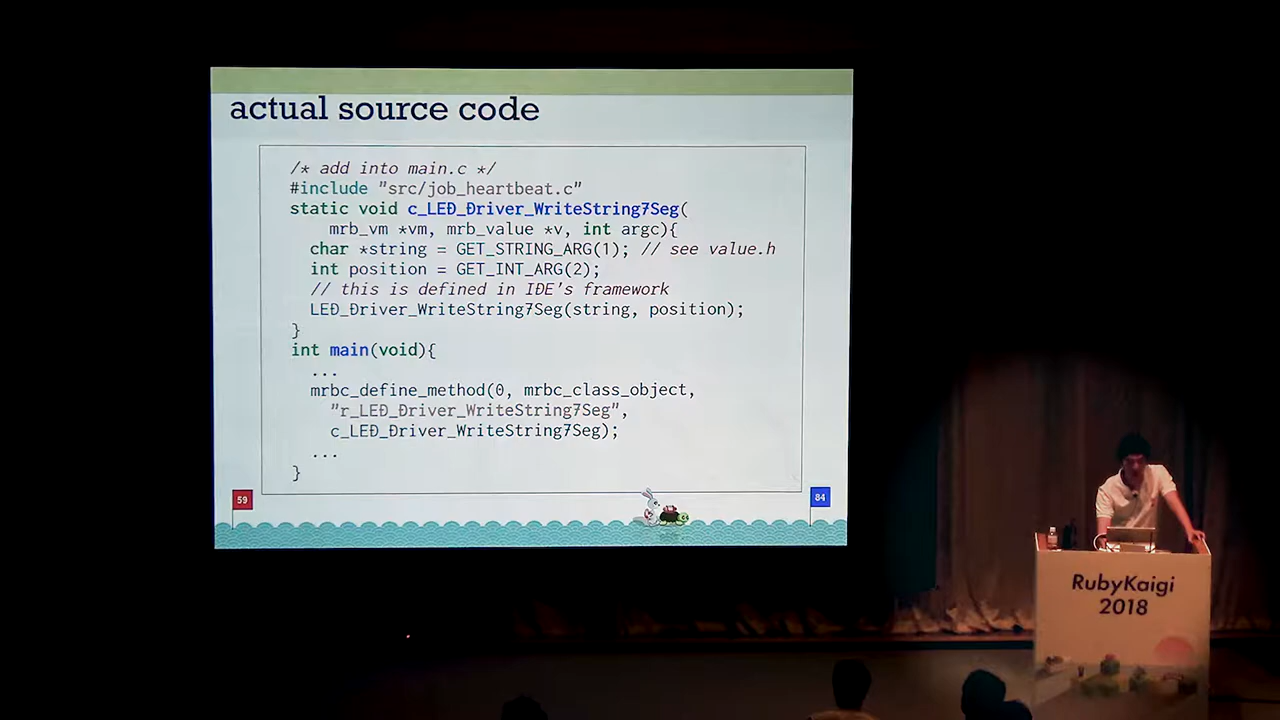 actual source code
/* add into main.c */
#include "src/job_heartbeat.c"
static void c_LED_Driver_WriteString7Seg(
mrb_vm *vm, mrb_value *v, int argc){
char *string = GET_STRING_ARG(1); // see value.h
int position = GET_INT_ARG(2);
// this is defined in IDE's framework
LED_Driver_WriteString7Seg(string, position);
}
int main(void){
...
mrbc_define_method(0, mrbc_class_object,
"r_LED_Driver_WriteString7Seg",
c_LED_Driver_WriteString7Seg);
...
}
59
84
RubyKaigi
2018